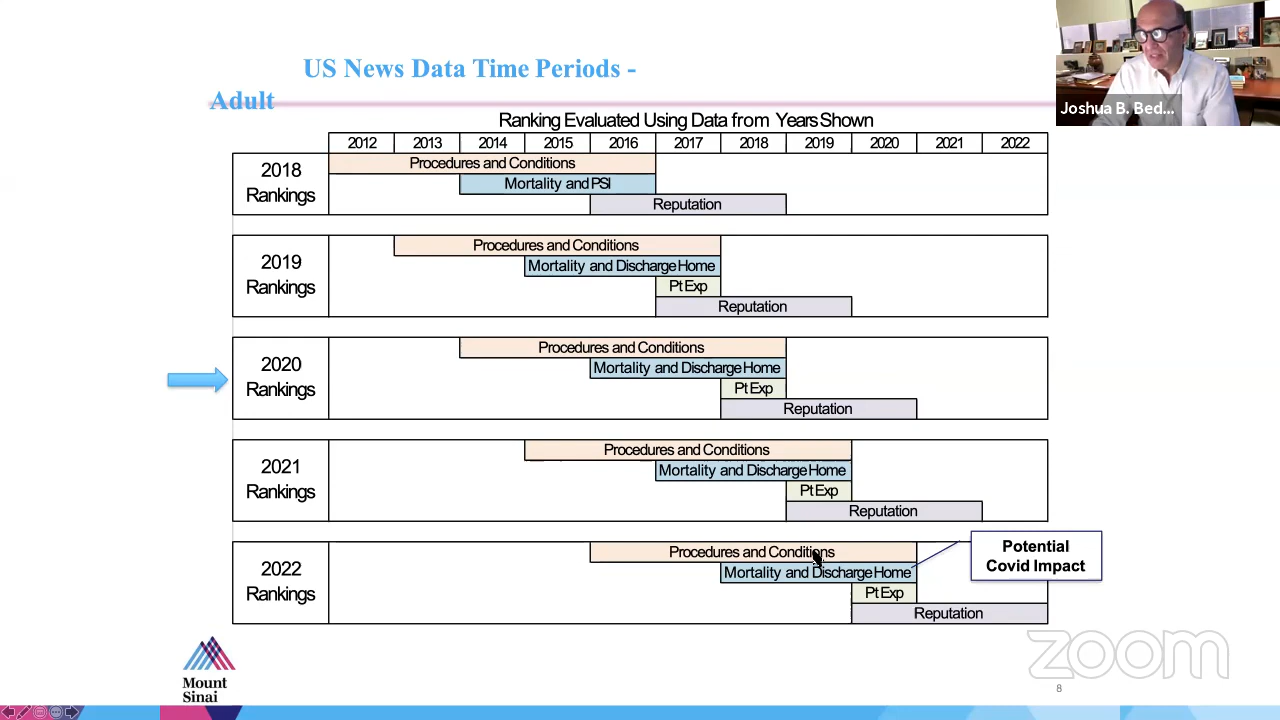 US News Data Time Periods -
Adult
Joshua B. Bed...
Ranking Evaluated Using Data from Years Shown
2012 2013 2014 2015 2016 2017 2018 2019 2020 2021 2022
2018
Rankings
Procedures and Conditions
Mortality and PSI
Reputation
2019
Rankings
Procedures and Conditions
Mortality and Discharge Home
Pt Exp
Reputation
2020
Rankings
Procedures and Conditions
Mortality and Discharge Home
Pt Exp
Reputation
2021
Rankings
Procedures and Conditions
Mortality and Discharge Home
Pt Exp
Reputation
2022
Rankings
Procedures and Conditions
Mortality and Discharge Home
Pt Exp
Reputation
Potential
Covid Impact
Mount
Sinai
zoom
8